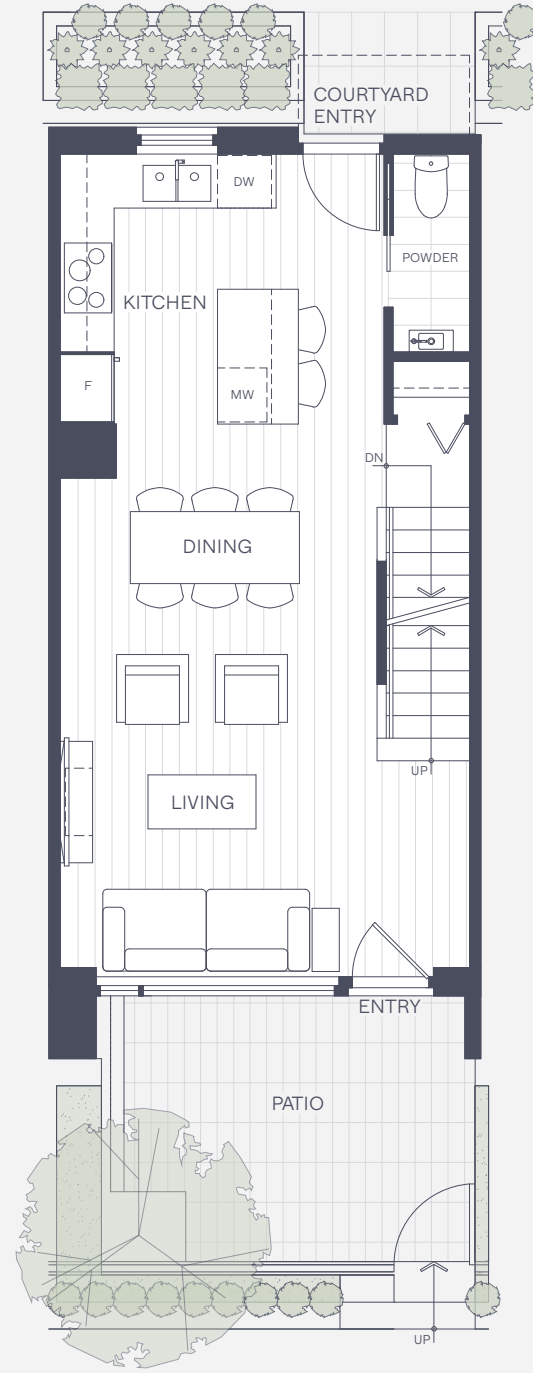 COURTYARD
ENTRY
DW
POWDER
KITCHEN
F
MW
DN
DINING
UP
LIVING
ENTRY
PATIO
UP